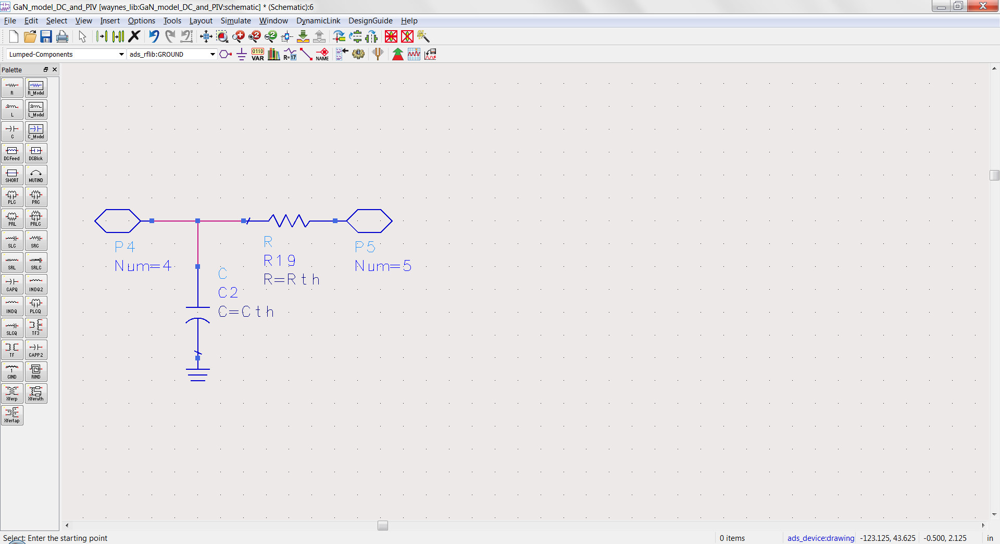 GaN_model_DC_and_PIV [waynes_lib:GaN_model_DC_and_PIV:schematic] * (Schematic):6
File Edit Select View Insert Options Tools Layout Simulate Window DynamicLink DesignGuide Help
Lumped-Components ads_rflib:GROUND 0110 VAR R=17 NAME
Palette
R R_Model
L L_Model
C C_Model
DCFeed DCBlck
SHORT MUTIND
PLC PRC
PRL PRLC
SLC SRC
SRL SRLC
CAPQ INDQ2
INDQ PLCQ
SLCQ TF3
TF CAPP2
CIND RIND
Xferp Xferuth
Xfertap
P4
Num=4
R
R19
R=Rth
P5
Num=5
C
C2
C=Cth
Select: Enter the starting point 0 items ads_device:drawing -123.125, 43.625 -0.500, 2.125 in